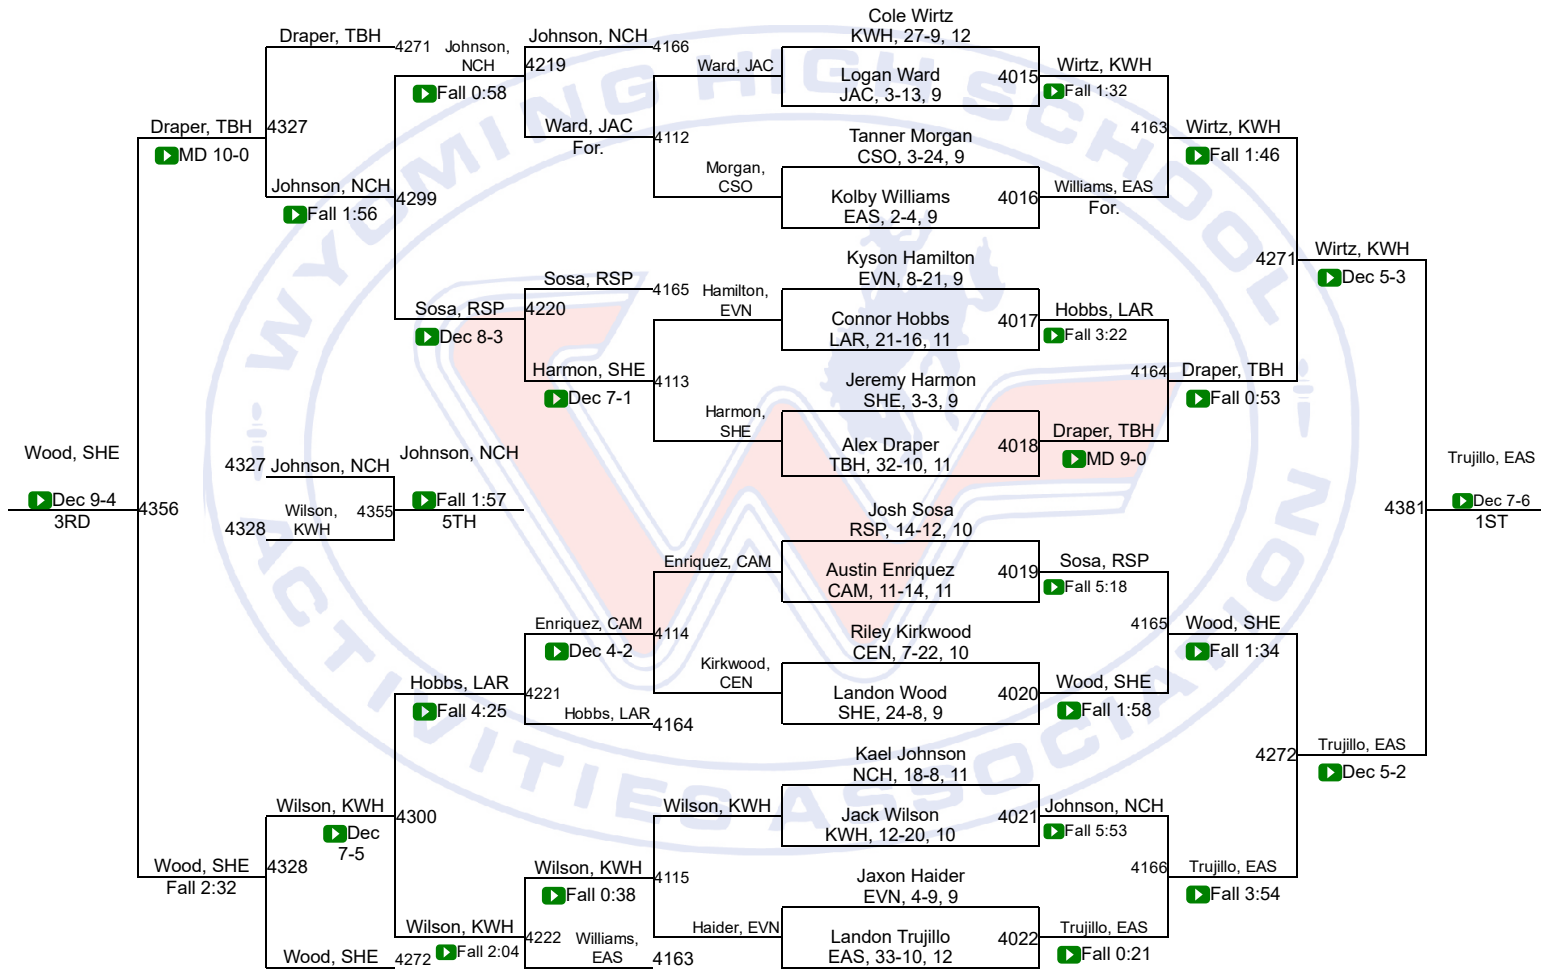 WYOMING HIGH SCHOOL
ACTIVITIES ASSOCIATION
Cole Wirtz
KWH, 27-9, 12
Draper, TBH
4271
Johnson,
NCH
Johnson, NCH
4166
4219
Ward, JAC
Logan Ward
JAC, 3-13, 9
4015
Wirtz, KWH
Fall 1:32
Fall 0:58
Draper, TBH
4327
MD 10-0
Ward, JAC
For.
4112
Tanner Morgan
CSO, 3-24, 9
4163
Wirtz, KWH
Fall 1:46
Johnson, NCH
4299
Fall 1:56
Morgan,
CSO
Kolby Williams
EAS, 2-4, 9
4016
Williams, EAS
For.
Kyson Hamilton
EVN, 8-21, 9
4271
Wirtz, KWH
Dec 5-3
Sosa, RSP
4165
Hamilton,
EVN
Sosa, RSP
4220
Dec 8-3
Connor Hobbs
LAR, 21-16, 11
4017
Hobbs, LAR
Fall 3:22
Harmon, SHE
4113
Dec 7-1
Jeremy Harmon
SHE, 3-3, 9
4164
Draper, TBH
Fall 0:53
Harmon,
SHE
Alex Draper
TBH, 32-10, 11
4018
Draper, TBH
MD 9-0
Wood, SHE
Dec 9-4
3RD
4356
4327
Johnson, NCH
Johnson, NCH
Wilson,
KWH
4355
4328
Fall 1:57
5TH
Trujillo, EAS
4381
Dec 7-6
1ST
Josh Sosa
RSP, 14-12, 10
Enriquez, CAM
Austin Enriquez
CAM, 11-14, 11
4019
Sosa, RSP
Fall 5:18
Enriquez, CAM
4114
Dec 4-2
Riley Kirkwood
CEN, 7-22, 10
4165
Wood, SHE
Fall 1:34
Kirkwood,
CEN
Hobbs, LAR
4221
Fall 4:25
Hobbs, LAR
4164
Landon Wood
SHE, 24-8, 9
4020
Wood, SHE
Fall 1:58
Kael Johnson
NCH, 18-8, 11
4272
Trujillo, EAS
Dec 5-2
Wilson, KWH
4300
Dec
7-5
Wilson, KWH
Jack Wilson
KWH, 12-20, 10
4021
Johnson, NCH
Fall 5:53
Wood, SHE
4328
Fall 2:32
Wilson, KWH
4115
Fall 0:38
Jaxon Haider
EVN, 4-9, 9
4166
Trujillo, EAS
Fall 3:54
Wilson, KWH
4222
Fall 2:04
Williams,
EAS
4163
Haider, EVN
Landon Trujillo
EAS, 33-10, 12
4022
Trujillo, EAS
Fall 0:21
Wood, SHE
4272